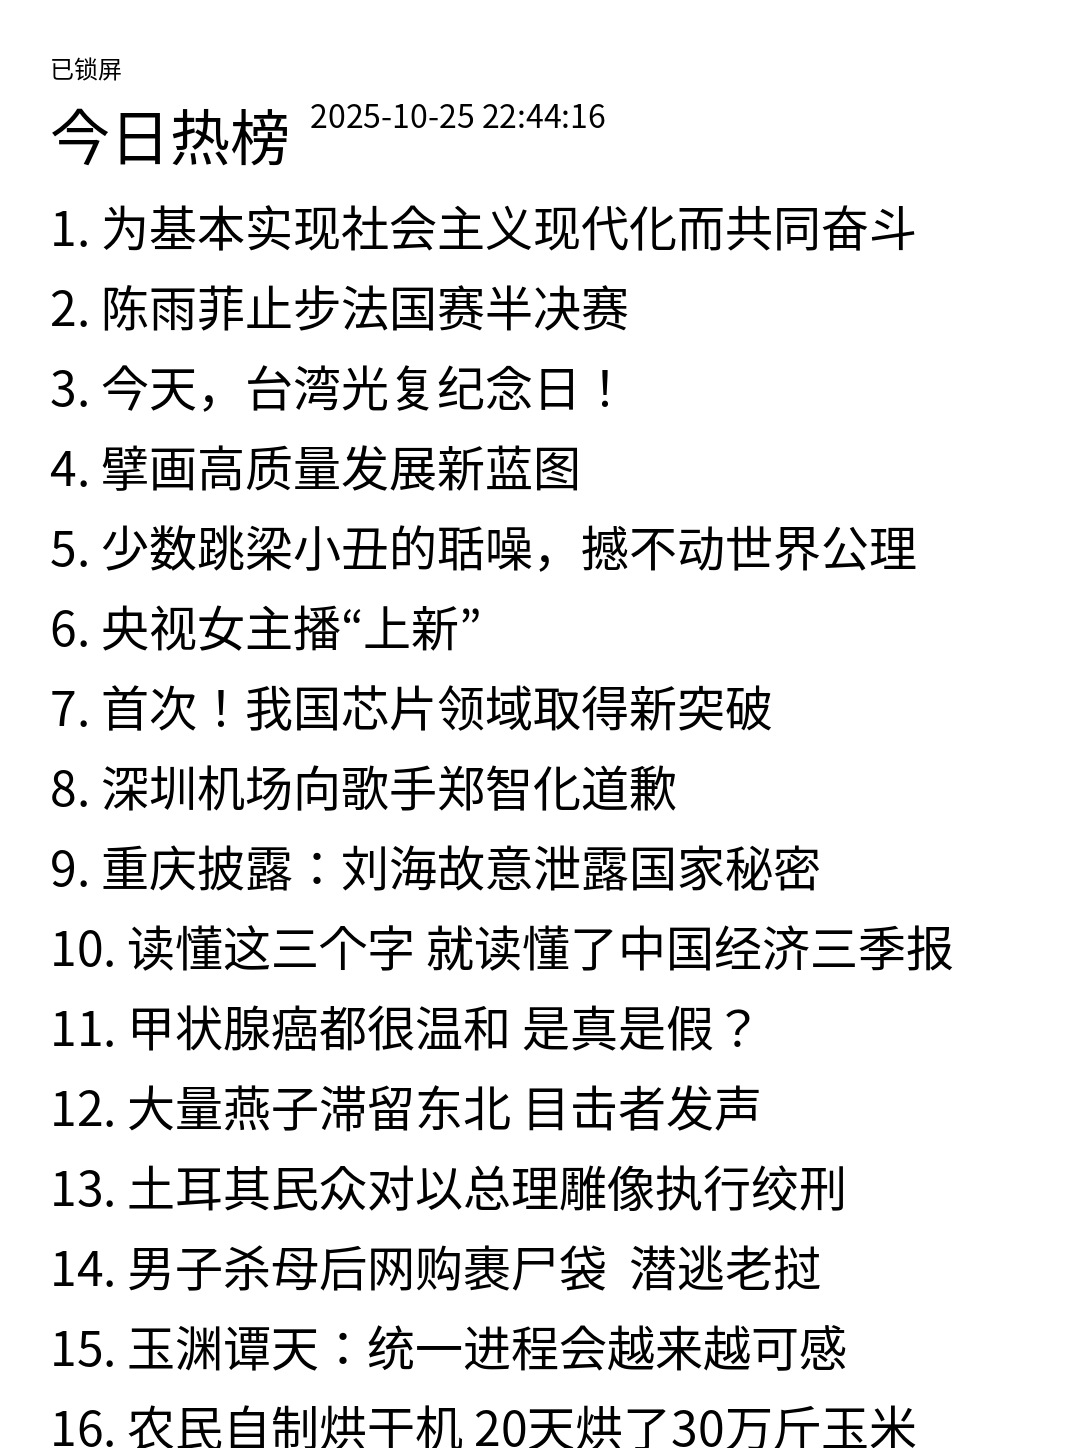 已锁屏
今日热榜 2025-10-25 22:44:16
1. 为基本实现社会主义现代化而共同奋斗
2. 陈雨菲止步法国赛半决赛
3. 今天，台湾光复纪念日！
4. 擘画高质量发展新蓝图
5. 少数跳梁小丑的聒噪，撼不动世界公理
6. 央视女主播“上新”
7. 首次！我国芯片领域取得新突破
8. 深圳机场向歌手郑智化道歉
9. 重庆披露：刘海故意泄露国家秘密
10. 读懂这三个字 就读懂了中国经济三季报
11. 甲状腺癌都很温和 是真是假？
12. 大量燕子滞留东北 目击者发声
13. 土耳其民众对以总理雕像执行绞刑
14. 男子杀母后网购裹尸袋  潜逃老挝
15. 玉渊谭天：统一进程会越来越可感
16. 农民自制烘干机 20天烘了30万斤玉米